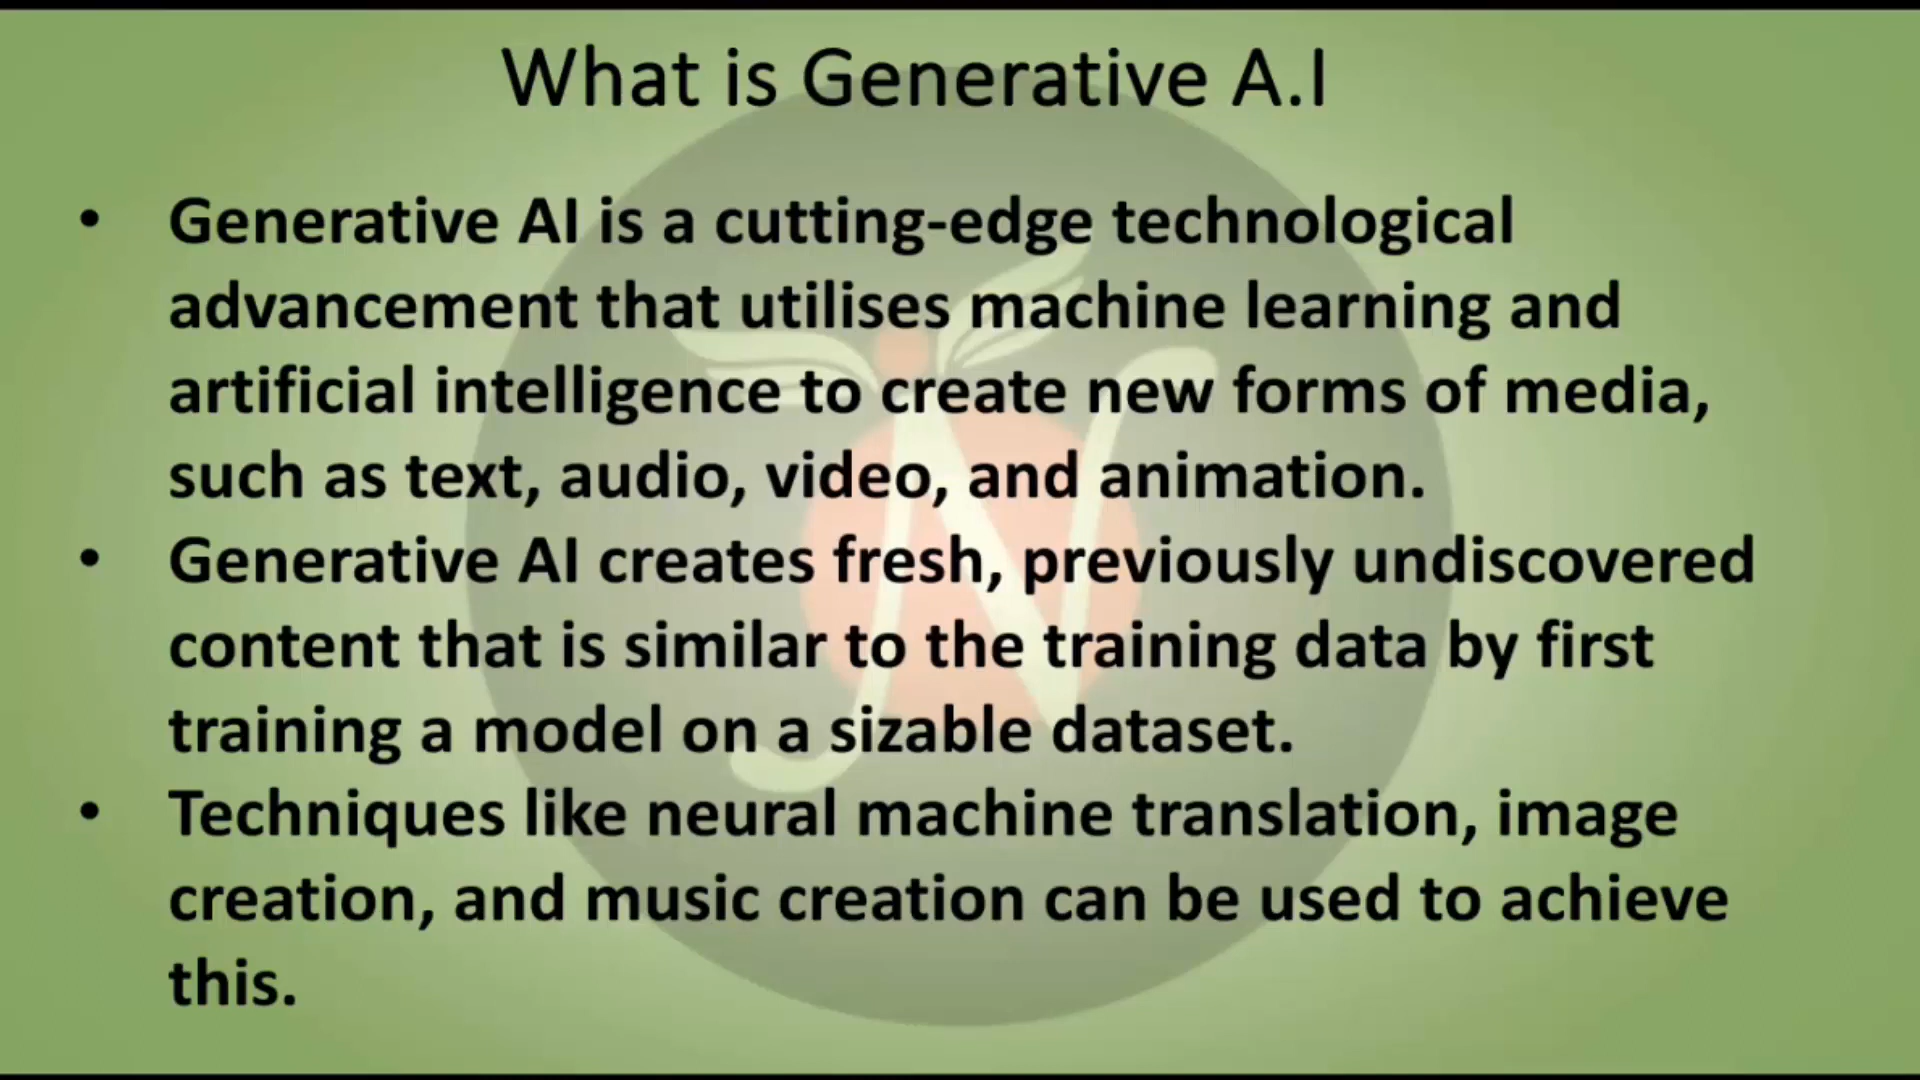 What is Generative A.I
• Generative AI is a cutting-edge technological
advancement that utilises machine learning and
artificial intelligence to create new forms of media,
such as text, audio, video, and animation.
• Generative AI creates fresh, previously undiscovered
content that is similar to the training data by first
training a model on a sizable dataset.
• Techniques like neural machine translation, image
creation, and music creation can be used to achieve
this.